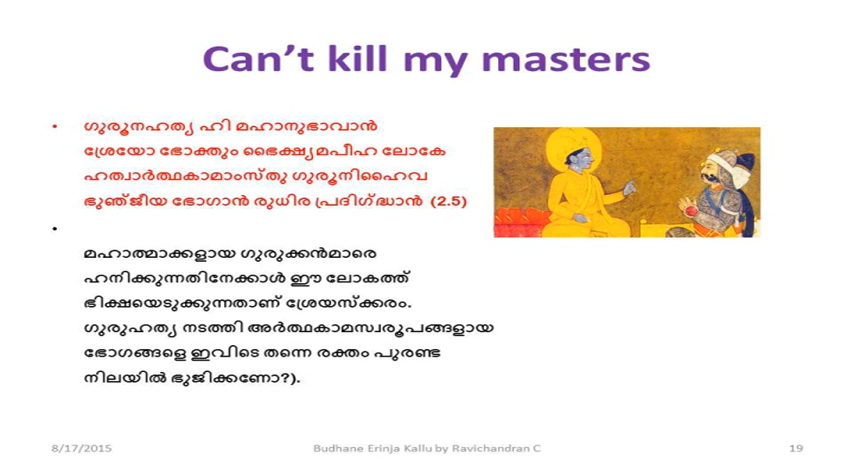 Can't kill my masters
• ഗുരൂനഹത്യ ഹി മഹാനുഭാവാൻ
ശ്രേയോ ഭോക്തും ഭൈക്ഷ്യമപീഹ ലോകേ
ഹത്വാർത്ഥകാമാംസ്തു ഗുരൂനിഹൈവ
ഭുഞ്ജീയ ഭോഗാൻ രുധിര പ്രദിഗ്ദ്ധാൻ (2.5)
•
മഹാത്മാക്കളായ ഗുരുക്കൻമാരെ
ഹനിക്കുന്നതിനേക്കാൾ ഈ ലോകത്ത്
ഭിക്ഷയെടുക്കുന്നതാണ് ശ്രേയസ്ക്കരം.
ഗുരുഹത്യ നടത്തി അർത്ഥകാമസ്വരൂപങ്ങളായ
ഭോഗങ്ങളെ ഇവിടെ തന്നെ രക്തം പുരണ്ട
നിലയിൽ ഭുജിക്കണോ?).
8/17/2015
Budhane Erinja Kallu by Ravichandran C
19